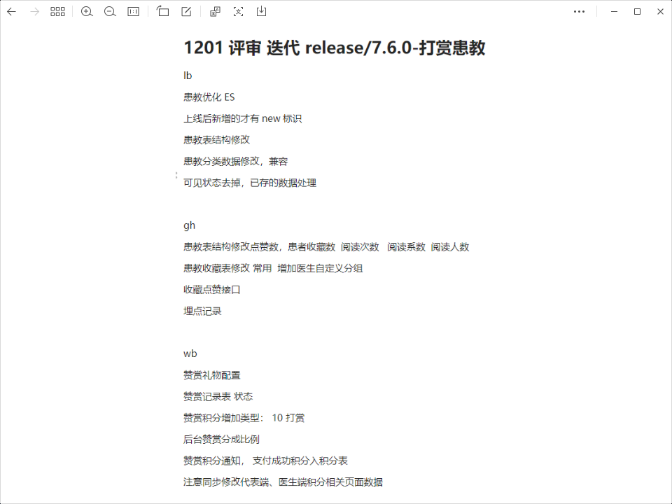 1201 评审 迭代 release/7.6.0-打赏患教
lb
患教优化 ES
上线后新增的才有 new 标识
患教表结构修改
患教分类数据修改，兼容
可见状态去掉，已存的数据处理
gh
患教表结构修改点赞数，患者收藏数 阅读次数 阅读系数 阅读人数
患教收藏表修改 常用 增加医生自定义分组
收藏点赞接口
埋点记录
wb
赞赏礼物配置
赞赏记录表 状态
赞赏积分增加类型： 10 打赏
后台赞赏分成比例
赞赏积分通知， 支付成功积分入积分表
注意同步修改代表端、医生端积分相关页面数据